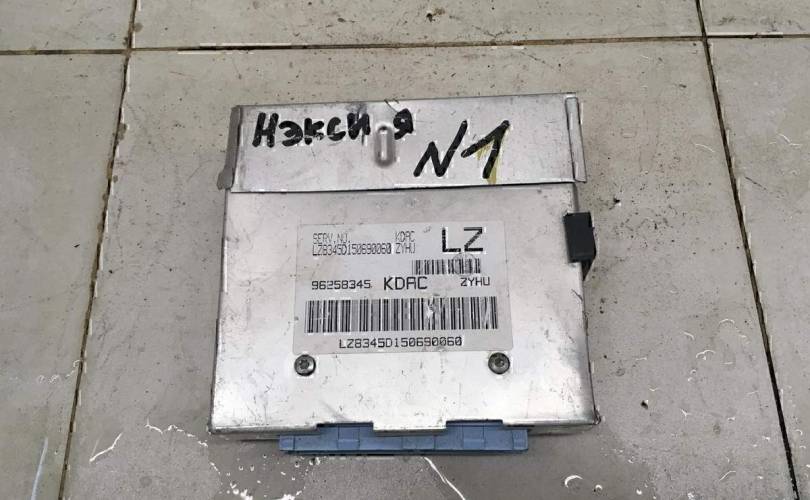 Нэксия N1
SERV.NO. KDAC LZ
LZ8345D150690060 ZYHU
96258345 KDAC ZYHU
LZ8345D150690060